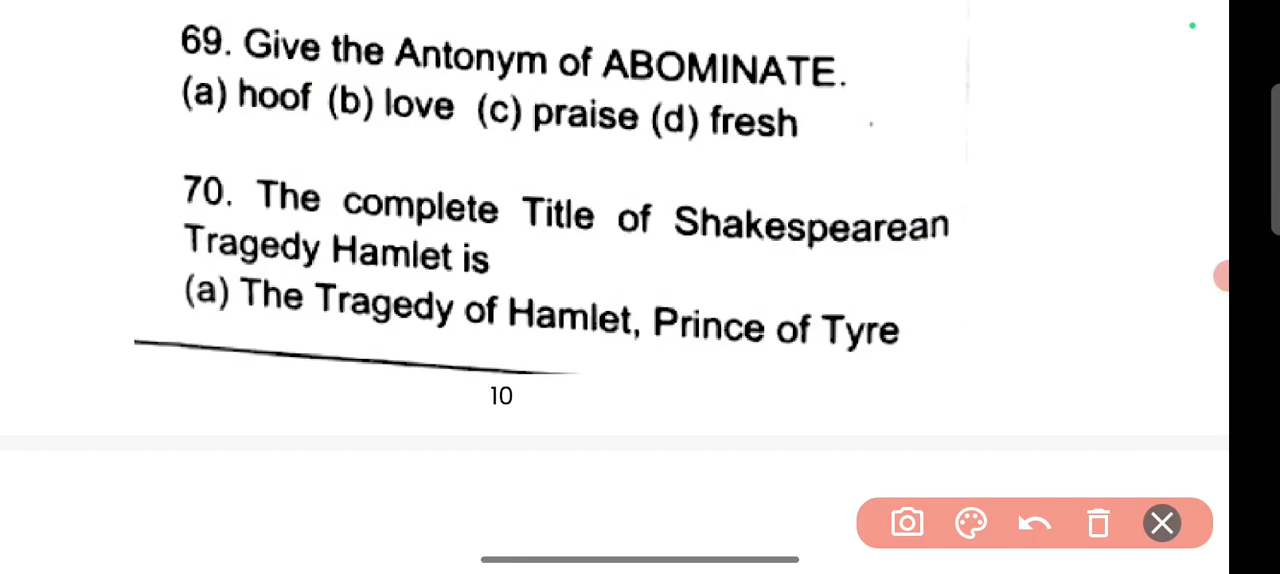 69. Give the Antonym of ABOMINATE.
(a) hoof (b) love (c) praise (d) fresh
70. The complete Title of Shakespearean
Tragedy Hamlet is
(a) The Tragedy of Hamlet, Prince of Tyre
10